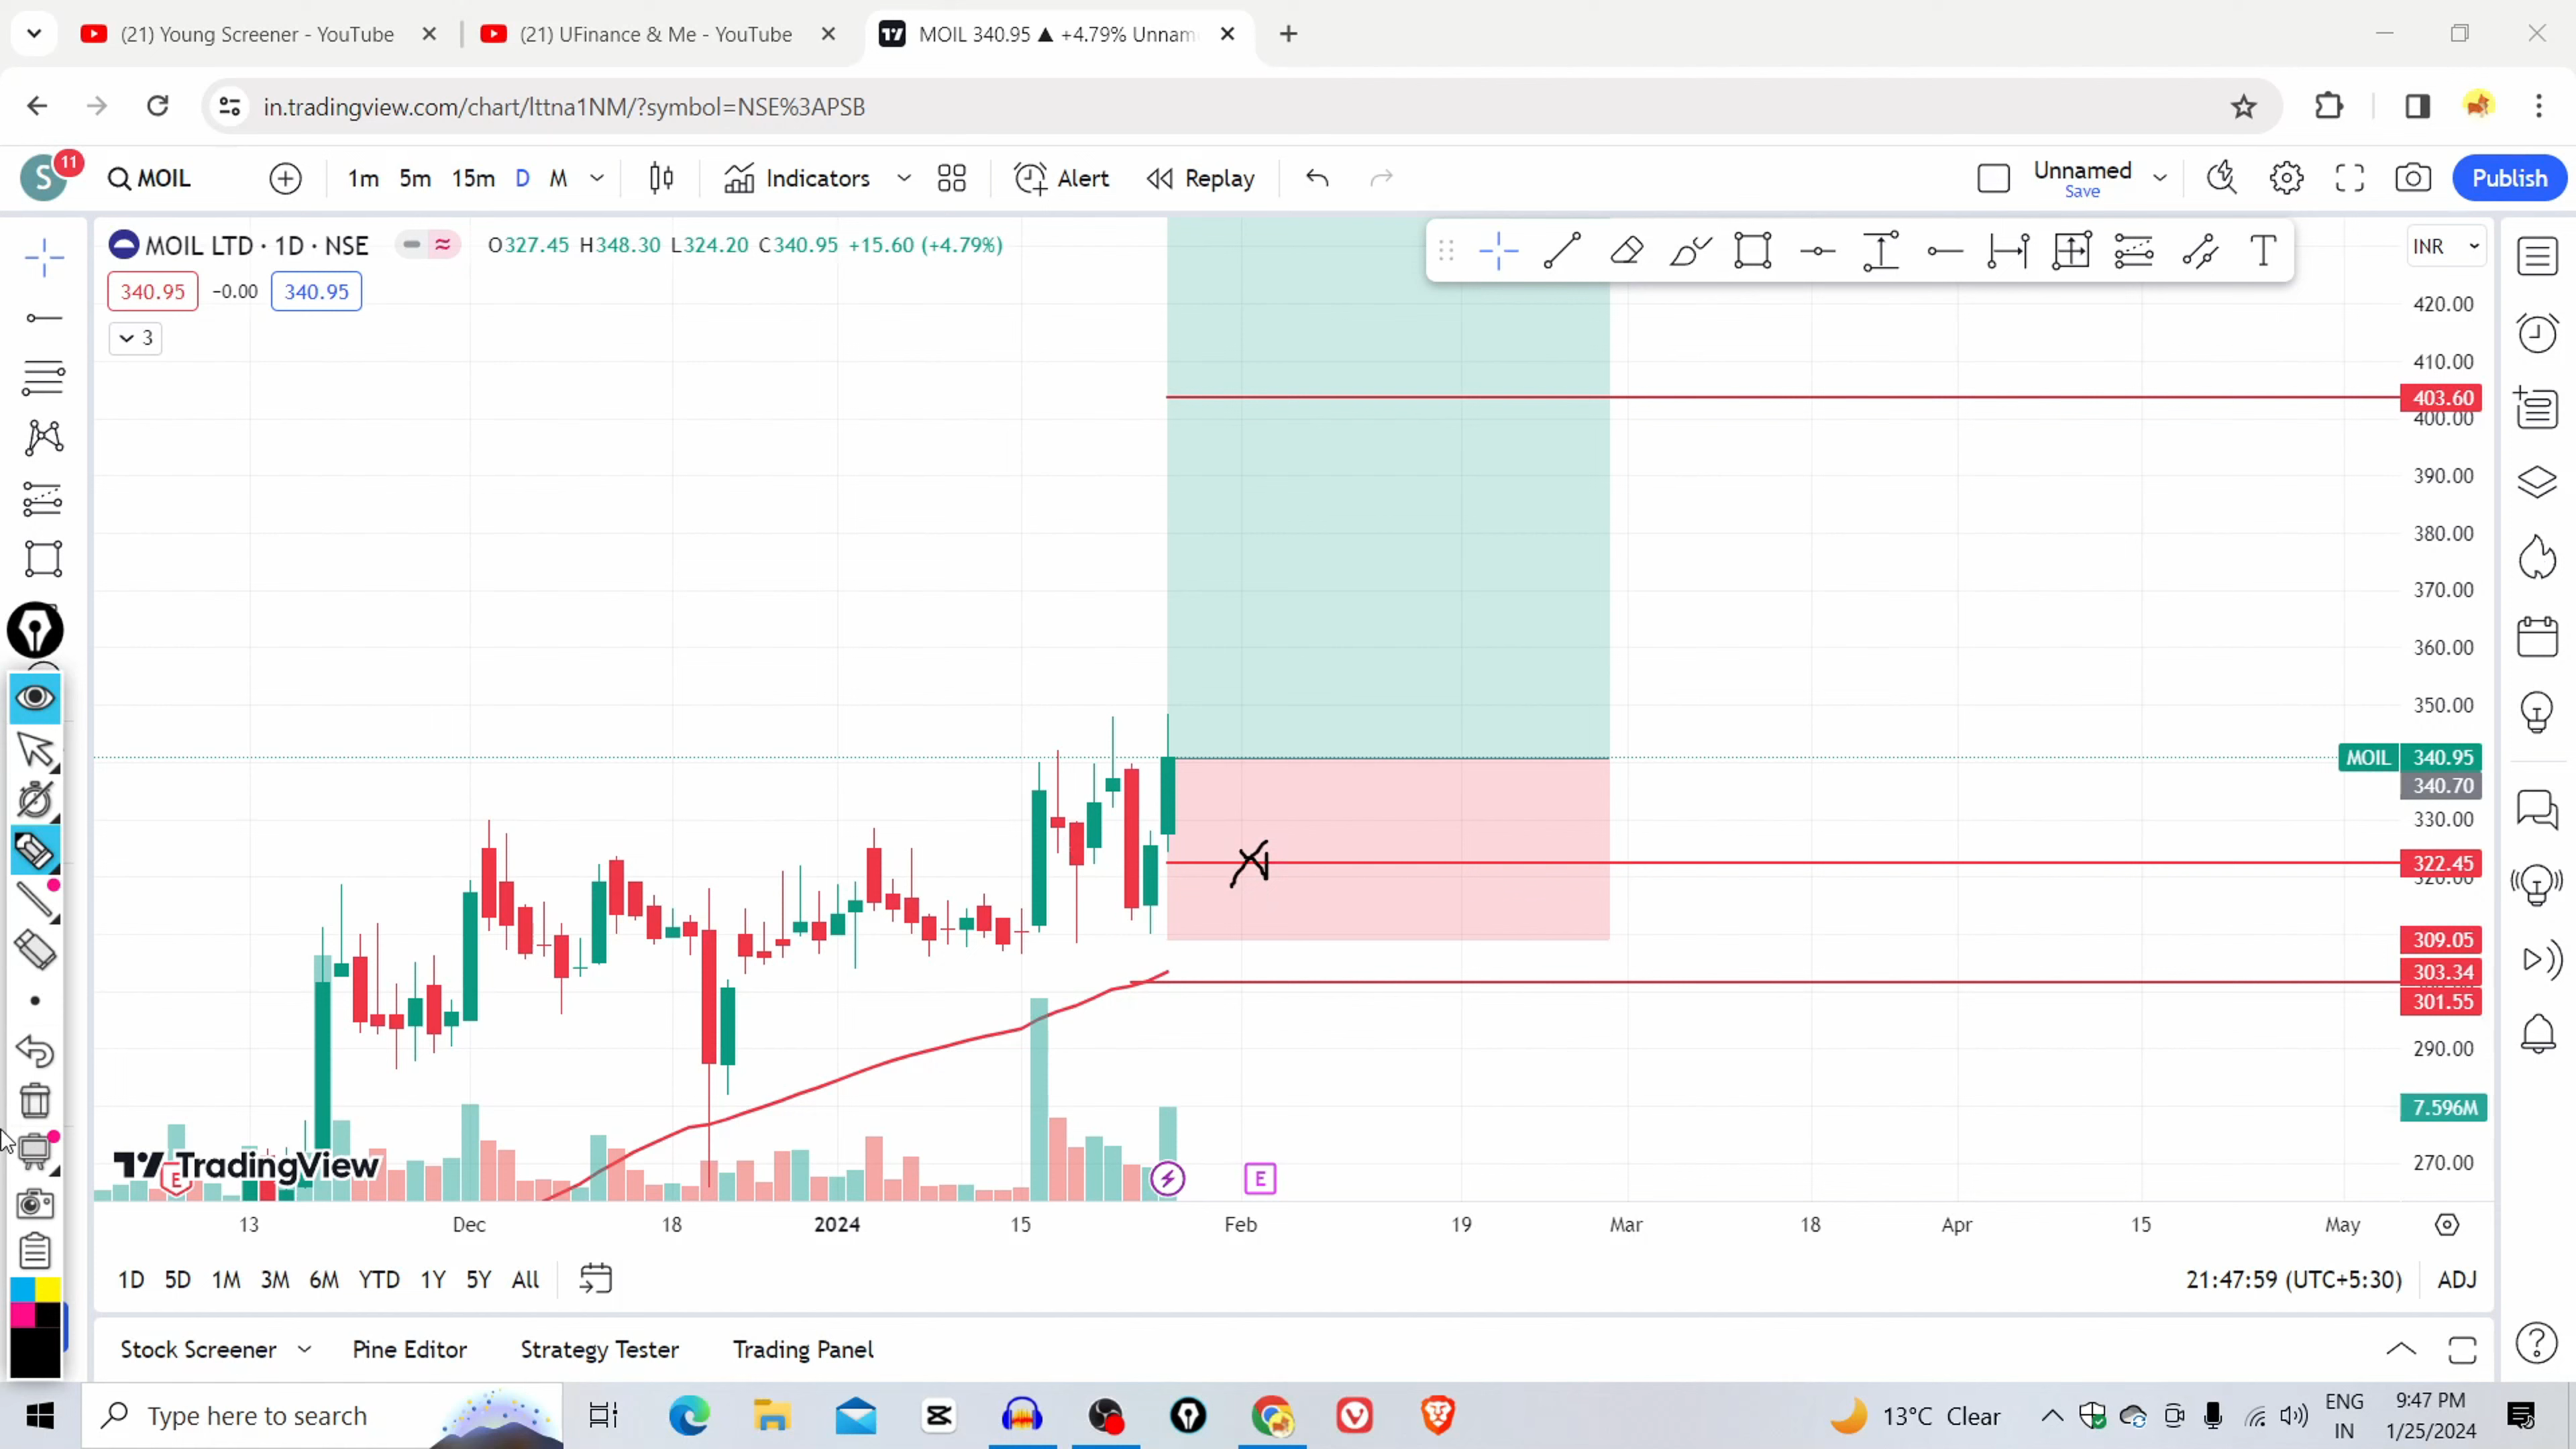 (21) Young Screener - YouTube
(21) UFinance & Me - YouTube
MOIL 340.95 ▲ +4.79% Unnam
in.tradingview.com/chart/lttna1NM/?symbol=NSE%3APSB
S
11
MOIL
1m 5m 15m D M
Indicators
Alert
Replay
Unnamed
Save
Publish
MOIL LTD · 1D · NSE
O327.45 H348.30 L324.20 C340.95 +15.60 (+4.79%)
INR
340.95 -0.00 340.95
3
420.00
410.00
403.60
400.00
390.00
380.00
370.00
360.00
350.00
MOIL 340.95
340.70
330.00
322.45
320.00
309.05
303.34
301.55
290.00
7.596M
270.00
TradingView
E
E
13 Dec 18 2024 15 Feb 19 Mar 18 Apr 15 May
1D 5D 1M 3M 6M YTD 1Y 5Y All
21:47:59 (UTC+5:30) ADJ
Stock Screener
Pine Editor
Strategy Tester
Trading Panel
Type here to search
13°C Clear
ENG
IN
9:47 PM
1/25/2024